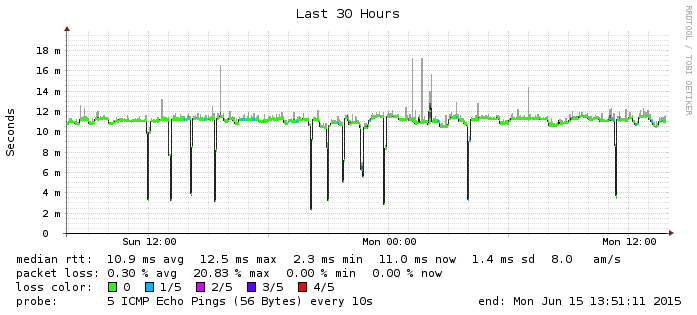 Last 30 Hours
RRDTOOL / TOBI OETIKER
Seconds
18 m
16 m
14 m
12 m
10 m
8 m
6 m
4 m
2 m
0
Sun 12:00 Mon 00:00 Mon 12:00
median rtt: 10.9 ms avg 12.5 ms max 2.3 ms min 11.0 ms now 1.4 ms sd 8.0 am/s
packet loss: 0.30 % avg 20.83 % max 0.00 % min 0.00 % now
loss color: 0 1/5 2/5 3/5 4/5
probe: 5 ICMP Echo Pings (56 Bytes) every 10s end: Mon Jun 15 13:51:11 2015